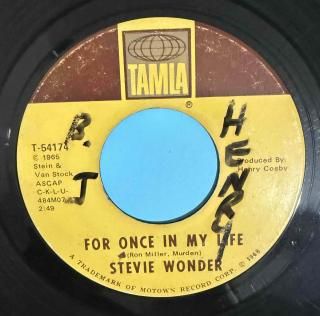 TAMLA
®
B. J
HENRY
T-54174
℗ 1965
Stein &
Van Stock
ASCAP
C-K-L-U-
484M07
2:49
Produced By:
Henry Cosby
FOR ONCE IN MY LIFE
(Ron Miller, Murden)
STEVIE WONDER
A TRADEMARK OF MOTOWN RECORD CORP. ℗ 1968